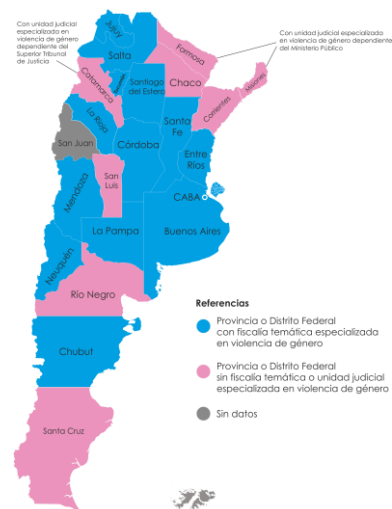 Con unidad judicial
especializado en
violencia de género
dependiente del
Superior Tribunal
de Justicia
Con unidad judicial especializada
en violencia de género dependiente
del Ministerio Público
Jujuy
Salta
Formosa
Catamarca
Santiago
del Estero
Chaco
Misiones
Corrientes
La Rioja
Santa
Fe
San Juan
Córdoba
Entre
Ríos
San
Luis
Mendoza
CABA
La Pampa
Buenos Aires
Neuquén
Río Negro
Chubut
Santa Cruz
Referencias
Provincia o Distrito Federal
con fiscalía temática especializada
en violencia de género
Provincia o Distrito Federal
sin fiscalía temática o unidad judicial
especializada en violencia de género
Sin datos